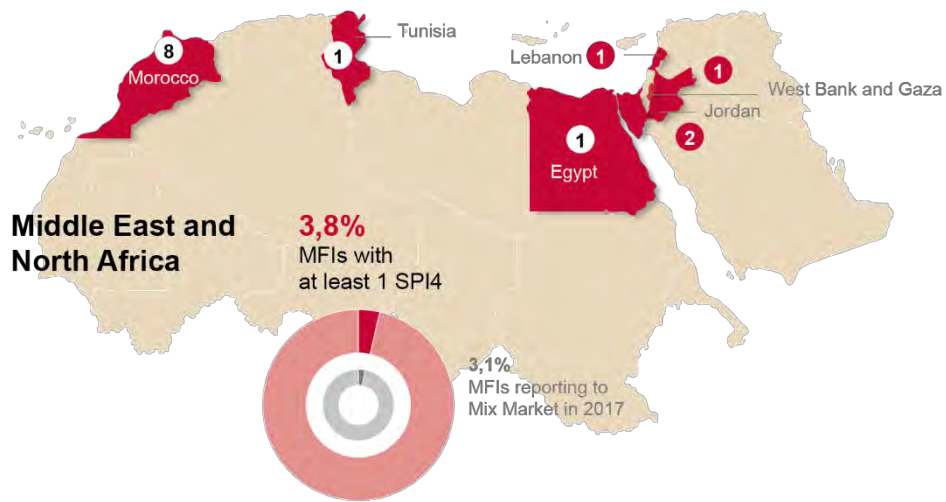 8
Morocco
1
Tunisia
Lebanon 1
1
West Bank and Gaza
Jordan
2
1
Egypt
Middle East and
North Africa
3,8%
MFIs with
at least 1 SPI4
3,1%
MFIs reporting to
Mix Market in 2017